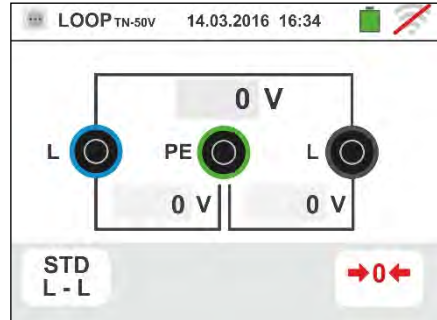 LOOP TN-50V 14.03.2016 16:34
0 V
L PE L
0 V 0 V
STD
L - L
→0←